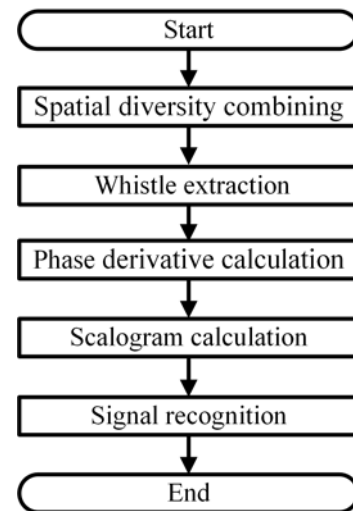 Start
Spatial diversity combining
Whistle extraction
Phase derivative calculation
Scalogram calculation
Signal recognition
End